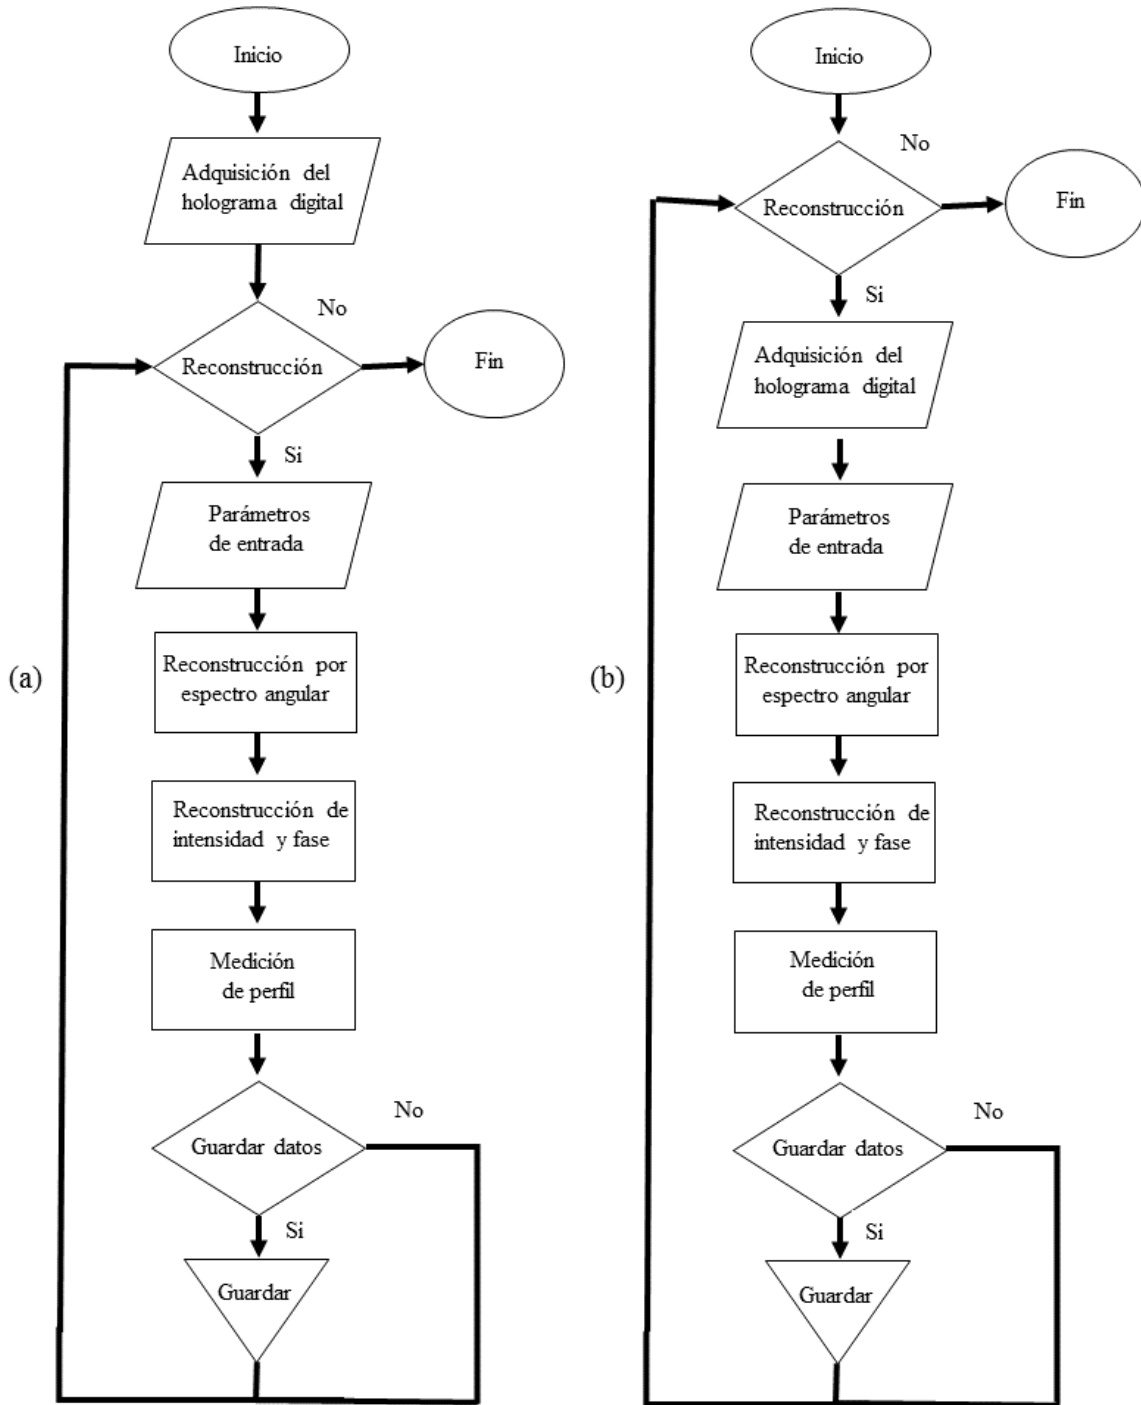 Inicio
Adquisición del
holograma digital
No
Reconstrucción
Fin
Si
Parámetros
de entrada
(a)
Reconstrucción por
espectro angular
Reconstrucción de
intensidad y fase
Medición
de perfil
No
Guardar datos
Si
Guardar
Inicio
No
Reconstrucción
Fin
Si
Adquisición del
holograma digital
Parámetros
de entrada
(b)
Reconstrucción por
espectro angular
Reconstrucción de
intensidad y fase
Medición
de perfil
No
Guardar datos
Si
Guardar